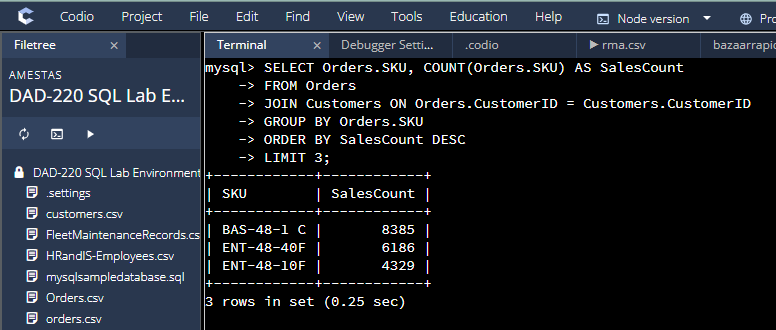 Codio Project File Edit Find View Tools Education Help Node version Pro
Filetree × Terminal × Debugger Setti... .codio rma.csv bazaarrapic
AMESTAS
DAD-220 SQL Lab E...
DAD-220 SQL Lab Environment
.settings
customers.csv
FleetMaintenanceRecords.cs
HRandIS-Employees.csv
mysqlsampledatabase.sql
Orders.csv
orders.csv
mysql> SELECT Orders.SKU, COUNT(Orders.SKU) AS SalesCount
-> FROM Orders
-> JOIN Customers ON Orders.CustomerID = Customers.CustomerID
-> GROUP BY Orders.SKU
-> ORDER BY SalesCount DESC
-> LIMIT 3;
+------------+------------+
| SKU | SalesCount |
+------------+------------+
| BAS-48-1 C | 8385 |
| ENT-48-40F | 6186 |
| ENT-48-10F | 4329 |
+------------+------------+
3 rows in set (0.25 sec)